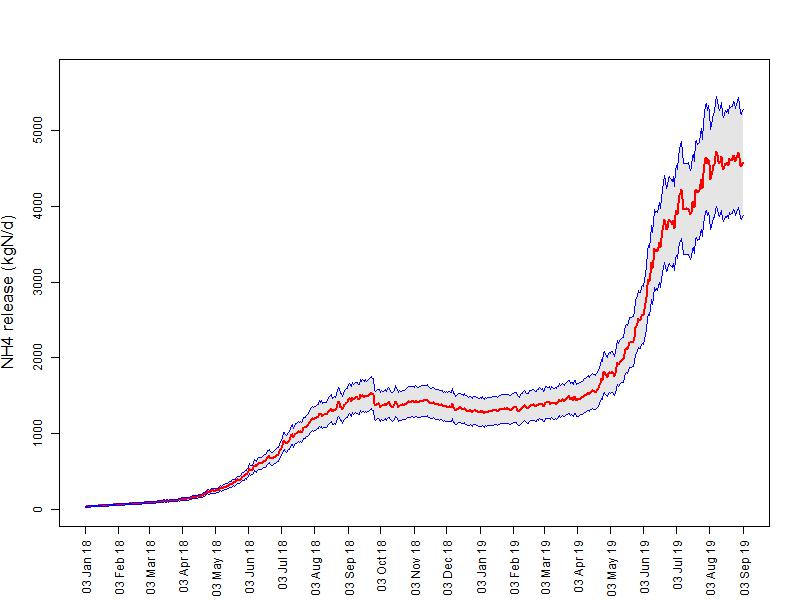 NH4 release (kgN/d)
5000
4000
3000
2000
1000
0
03 Jan 18
03 Feb 18
03 Mar 18
03 Apr 18
03 May 18
03 Jun 18
03 Jul 18
03 Aug 18
03 Sep 18
03 Oct 18
03 Nov 18
03 Dec 18
03 Jan 19
03 Feb 19
03 Mar 19
03 Apr 19
03 May 19
03 Jun 19
03 Jul 19
03 Aug 19
03 Sep 19